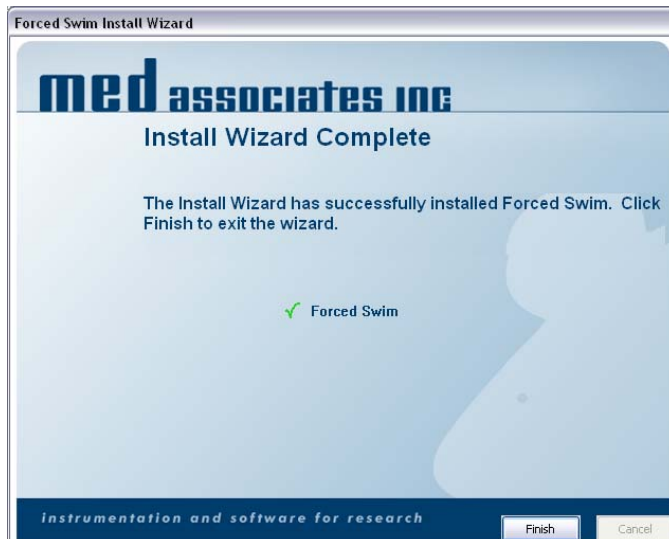 Forced Swim Install Wizard
med associates inc
Install Wizard Complete
The Install Wizard has successfully installed Forced Swim. Click
Finish to exit the wizard.
Forced Swim
instrumentation and software for research
Finish
Cancel